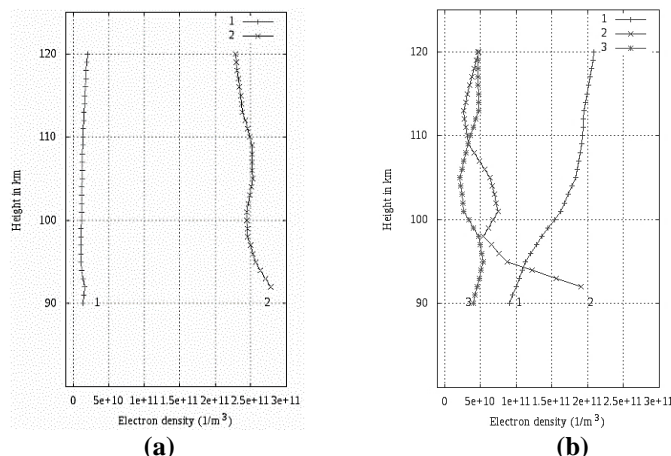 1
2
120
110
100
90
Height in km
1
2
0
5e+10
1e+11
1.5e+11
2e+11
2.5e+11
3e+11
Electron density (1/m³)
(a)
1
2
3
120
110
100
90
Height in km
3
1
2
0
5e+10
1e+11
1.5e+11
2e+11
2.5e+11
3e+11
Electron density (1/m³)
(b)